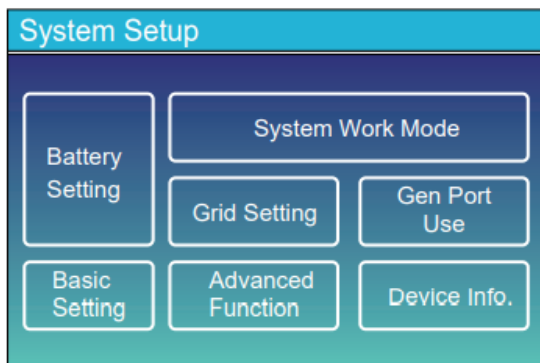 System Setup
Battery
Setting
System Work Mode
Grid Setting
Gen Port
Use
Basic
Setting
Advanced
Function
Device Info.